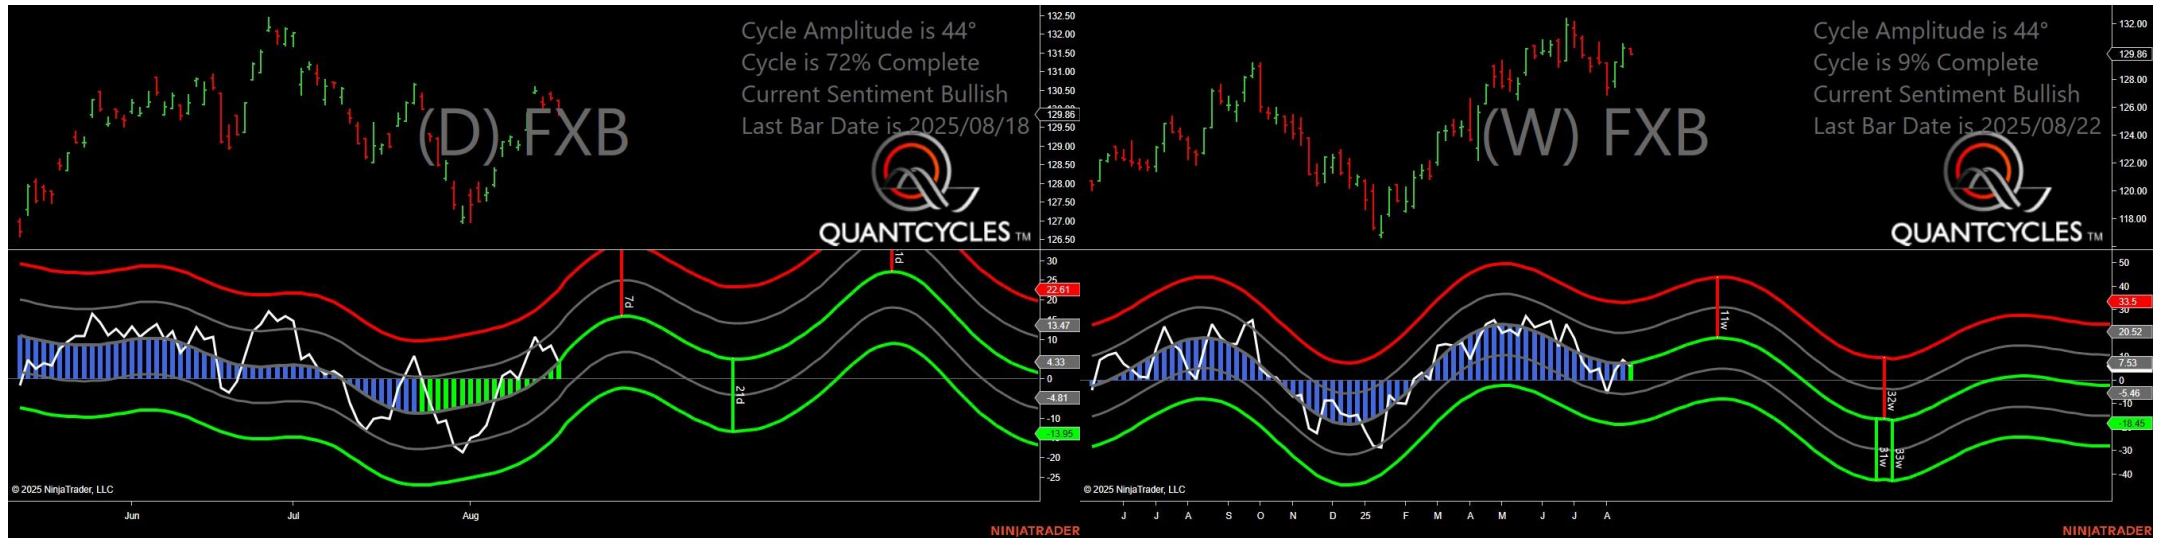 Cycle Amplitude is 44°
Cycle is 72% Complete
Current Sentiment Bullish
Last Bar Date is 2025/08/18
(D) FXB
QUANTCYCLES TM
132.50
132.00
131.50
131.00
130.50
129.86
129.50
129.00
128.50
128.00
127.50
127.00
126.50
30
25
22.61
20
13.47
10
4.33
0
-4.81
-10
-13.95
-20
-25
7d
21d
1d
© 2025 NinjaTrader, LLC
Jun
Jul
Aug
NINJATRADER
Cycle Amplitude is 44°
Cycle is 9% Complete
Current Sentiment Bullish
Last Bar Date is 2025/08/22
(W) FXB
QUANTCYCLES TM
132.00
129.86
128.00
126.00
124.00
122.00
120.00
118.00
50
40
33.5
30
20.52
7.53
0
-5.46
-10
-18.45
-30
-40
11w
32w
31w
33w
© 2025 NinjaTrader, LLC
J J A S O N D 25 F M A M J J A
NINJATRADER